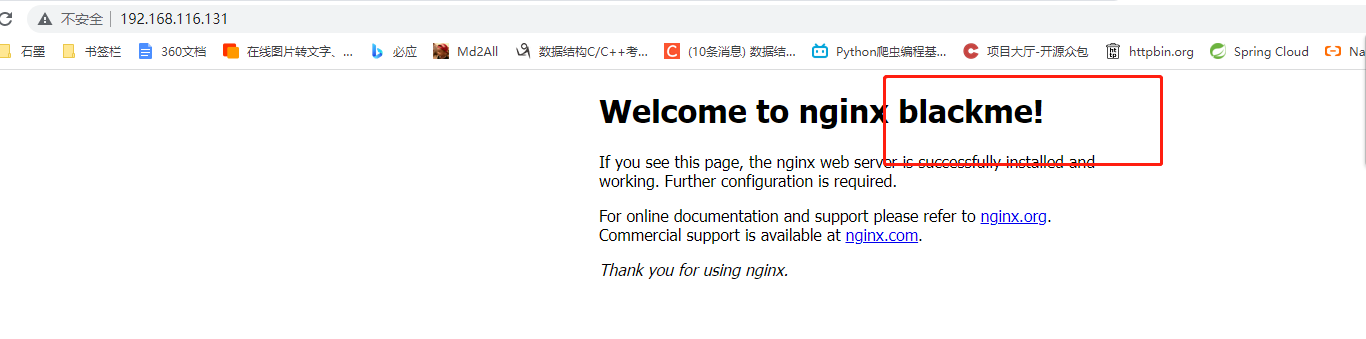 不安全 192.168.116.131
石墨 书签栏 360文档 在线图片转文字、... 必应 Md2All 数据结构C/C++考... (10条消息) 数据结... Python爬虫编程基... 项目大厅-开源众包 httpbin.org Spring Cloud Na
Welcome to nginx blackme!
If you see this page, the nginx web server is successfully installed and
working. Further configuration is required.
For online documentation and support please refer to nginx.org.
Commercial support is available at nginx.com.
Thank you for using nginx.